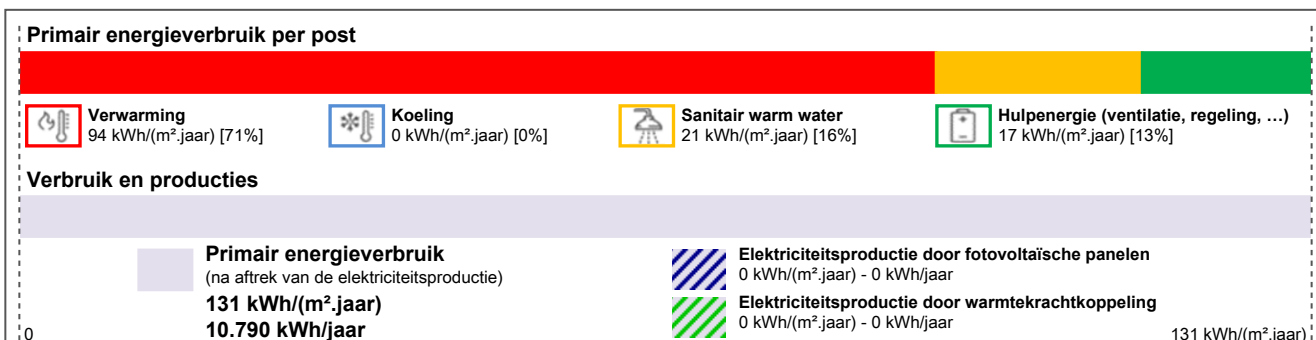 Primair energieverbruik per post
Verwarming
94 kWh/(m².jaar) [71%]
Koeling
0 kWh/(m².jaar) [0%]
Sanitair warm water
21 kWh/(m².jaar) [16%]
Hulpenergie (ventilatie, regeling, …)
17 kWh/(m².jaar) [13%]
Verbruik en producties
Primair energieverbruik
(na aftrek van de elektriciteitsproductie)
131 kWh/(m².jaar)
10.790 kWh/jaar
Elektriciteitsproductie door fotovoltaïsche panelen
0 kWh/(m².jaar) - 0 kWh/jaar
Elektriciteitsproductie door warmtekrachtkoppeling
0 kWh/(m².jaar) - 0 kWh/jaar
0
131 kWh/(m².jaar)